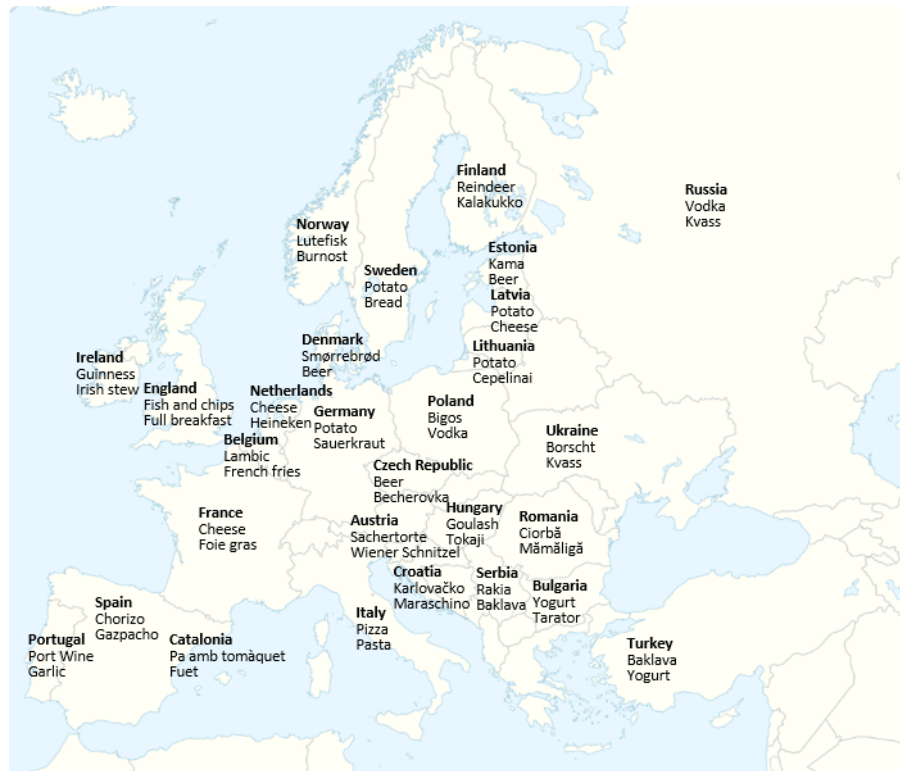 Finland
Reindeer
Kalakukko
Russia
Vodka
Kvass
Norway
Lutefisk
Burnost
Sweden
Potato
Bread
Estonia
Kama
Beer
Latvia
Potato
Cheese
Denmark
Smørrebrød
Beer
Lithuania
Potato
Cepelinai
Ireland
Guinness
Irish stew
England
Fish and chips
Full breakfast
Netherlands
Cheese
Heineken
Germany
Potato
Sauerkraut
Poland
Bigos
Vodka
Ukraine
Borscht
Kvass
Belgium
Lambic
French fries
Czech Republic
Beer
Becherovka
France
Cheese
Foie gras
Austria
Sachertorte
Wiener Schnitzel
Hungary
Goulash
Tokaji
Romania
Ciorbă
Mămăligă
Croatia
Karlovačko
Maraschino
Serbia
Rakia
Baklava
Bulgaria
Yogurt
Tarator
Spain
Chorizo
Gazpacho
Italy
Pizza
Pasta
Portugal
Port Wine
Garlic
Catalonia
Pa amb tomàquet
Fuet
Turkey
Baklava
Yogurt